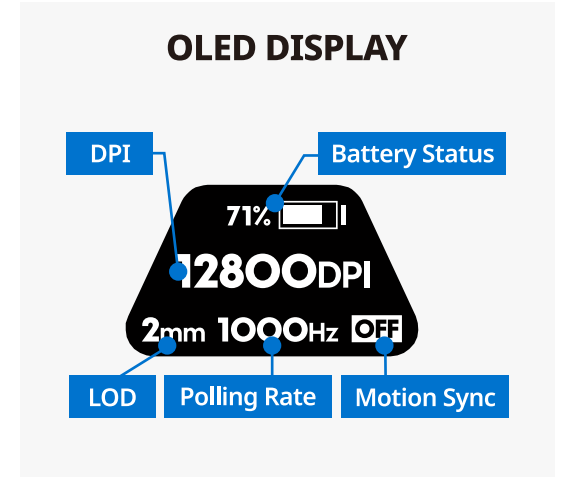 OLED DISPLAY
DPI
Battery Status
71%
12800DPI
2mm 1000Hz OFF
LOD
Polling Rate
Motion Sync